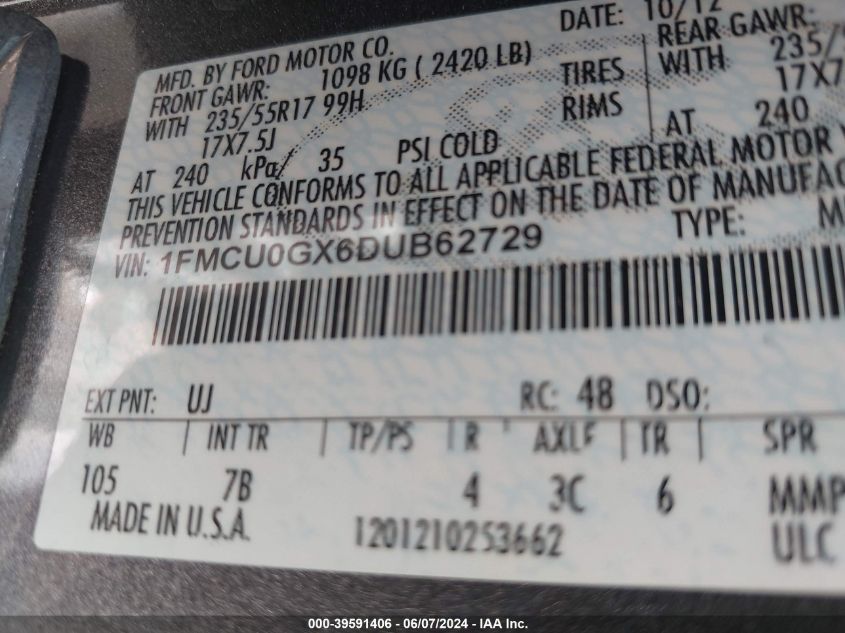 MFD. BY FORD MOTOR CO.
DATE: 10/12
FRONT GAWR: 1098 KG ( 2420 LB)
REAR GAWR:
WITH 235/55R17 99H TIRES WITH
17X7.5J RIMS 17X7
AT 240 kPa/ 35 PSI COLD AT 240
THIS VEHICLE CONFORMS TO ALL APPLICABLE FEDERAL MOTOR
PREVENTION STANDARDS IN EFFECT ON THE DATE OF MANUFAC
VIN: 1FMCU0GX6DUB62729 TYPE:
EXT PNT: UJ RC: 48 DSO:
WB | INT TR | TP/PS | R | AXLE | TR | SPR
105 7B 4 3C 6 MMP
MADE IN U.S.A. 1201210253662 ULC
000-39591406 - 06/07/2024 - IAA Inc.